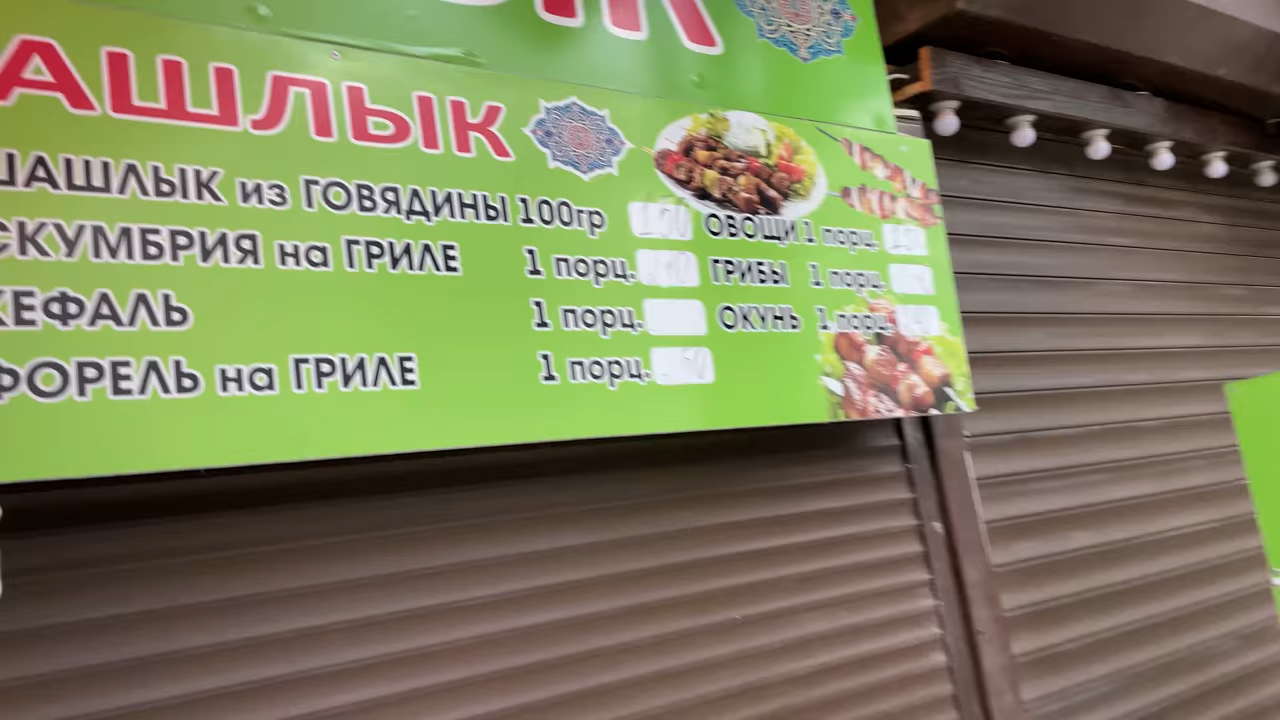 АШЛЫК
ШАШЛЫК из ГОВЯДИНЫ 100гр
СКУМБРИЯ на ГРИЛЕ 1 порц.
КЕФАЛЬ 1 порц.
ФОРЕЛЬ на ГРИЛЕ 1 порц.
ОВОЩИ 1 порц.
ГРИБЫ 1 порц.
ОКУНЬ 1 порц.